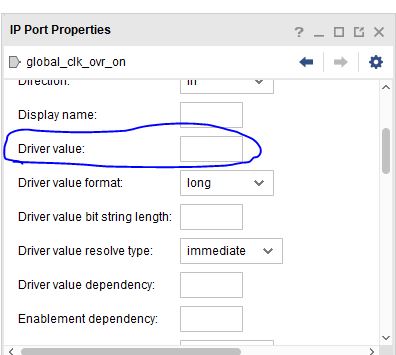 IP Port Properties
global_clk_ovr_on
Direction: in
Display name:
Driver value:
Driver value format: long
Driver value bit string length:
Driver value resolve type: immediate
Driver value dependency:
Enablement dependency: